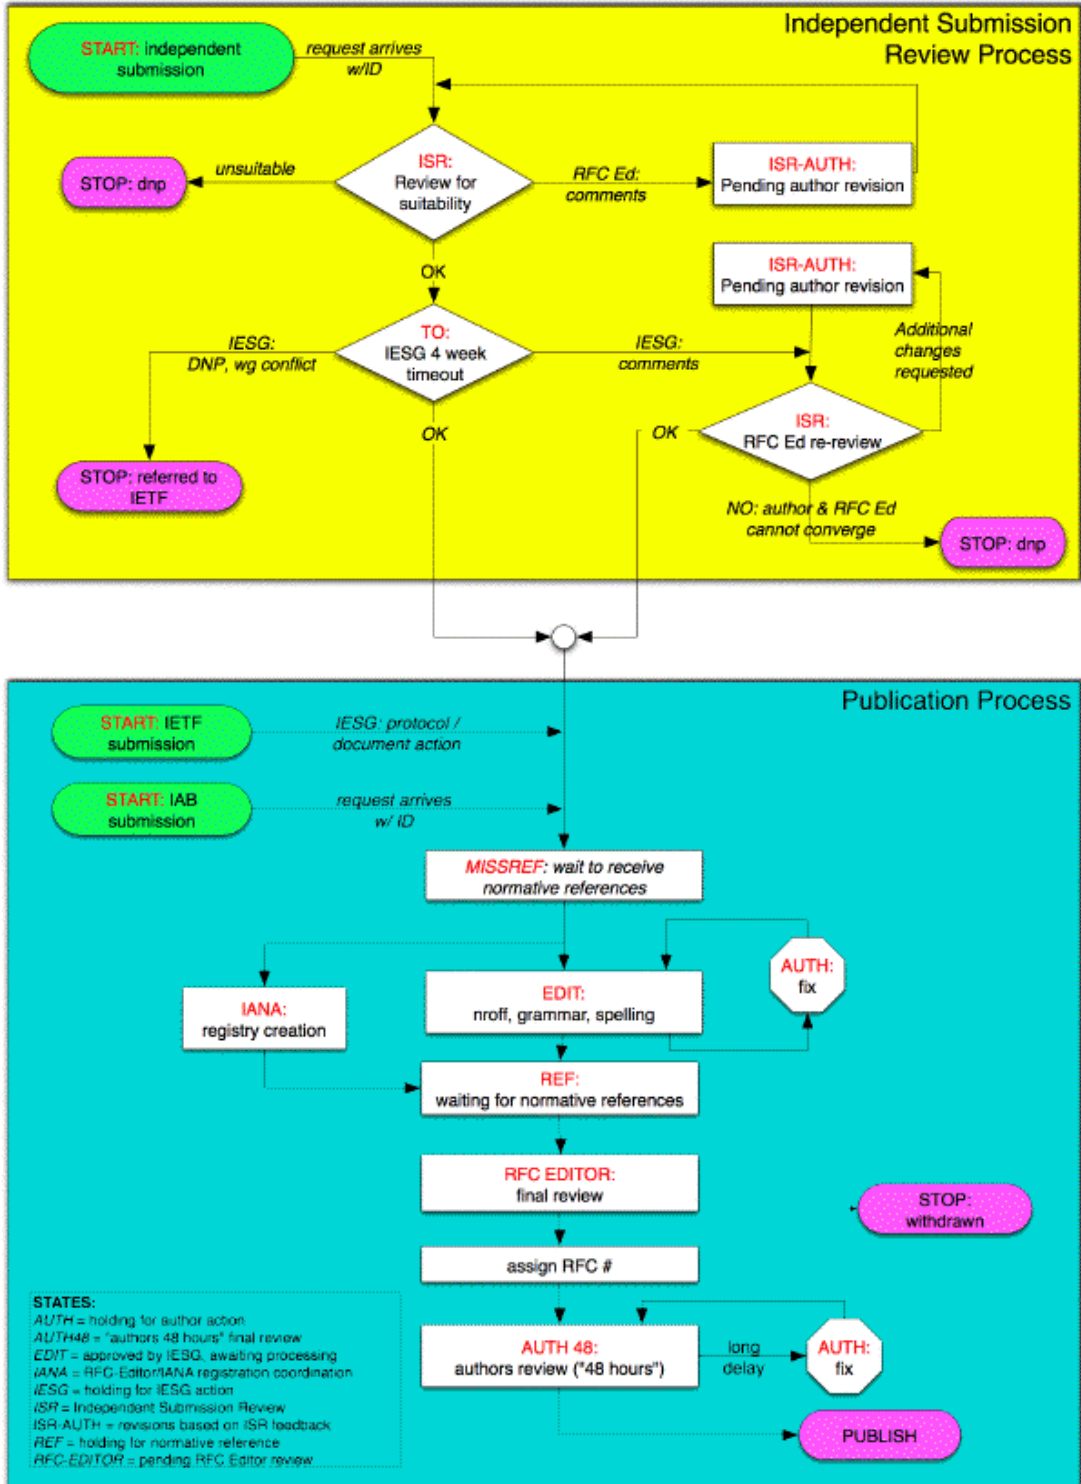 Independent Submission
Review Process
START: independent
submission
request arrives
w/ID
ISR:
Review for
suitability
unsuitable
STOP: dnp
RFC Ed:
comments
ISR-AUTH:
Pending author revision
OK
ISR-AUTH:
Pending author revision
TO:
IESG 4 week
timeout
IESG:
DNP, wg conflict
IESG:
comments
Additional
changes
requested
OK
OK
ISR:
RFC Ed re-review
STOP: referred to
IETF
NO: author & RFC Ed
cannot converge
STOP: dnp
Publication Process
START: IETF
submission
IESG: protocol /
document action
START: IAB
submission
request arrives
w/ ID
MISSREF: wait to receive
normative references
AUTH:
fix
IANA:
registry creation
EDIT:
nroff, grammar, spelling
REF:
waiting for normative references
RFC EDITOR:
final review
STOP:
withdrawn
assign RFC #
AUTH 48:
authors review ("48 hours")
long
delay
AUTH:
fix
PUBLISH
STATES:
AUTH = holding for author action
AUTH48 = "authors 48 hours" final review
EDIT = approved by IESG, awaiting processing
IANA = RFC-Editor/IANA registration coordination
IESG = holding for IESG action
ISR = Independent Submission Review
ISR-AUTH = revisions based on ISR feedback
REF = holding for normative reference
RFC-EDITOR = pending RFC Editor review